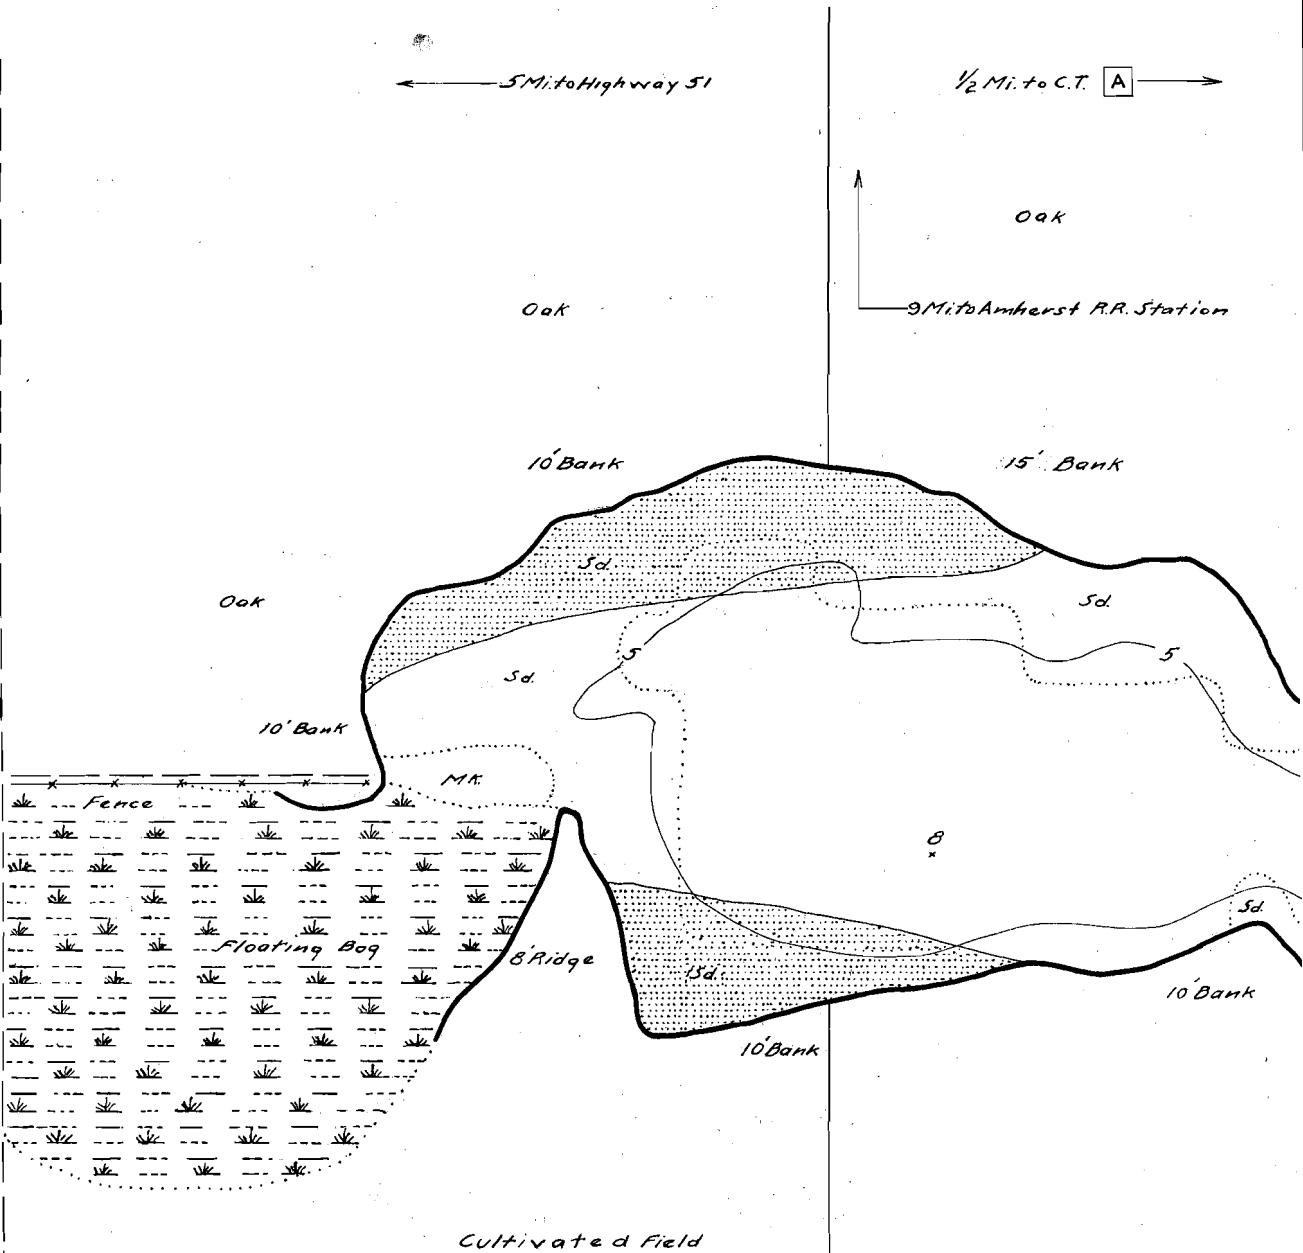 5 Mi. to Highway 51
1/2 Mi. to C.T. A
Oak
Oak
9 Mi. to Amherst R.R. Station
10' Bank
15' Bank
Sd.
Oak
Sd.
5
5
Sd.
10' Bank
Mk.
Fence
8
Sd.
Floating Bog
8' Ridge
Sd.
10' Bank
10' Bank
Cultivated Field